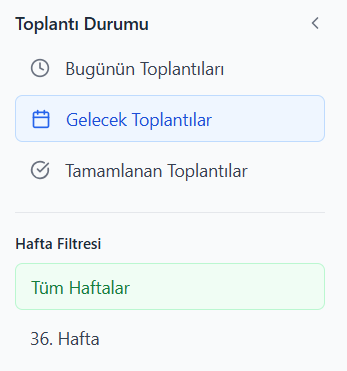 Toplantı Durumu
Bugünün Toplantıları
Gelecek Toplantılar
Tamamlanan Toplantılar
Hafta Filtresi
Tüm Haftalar
36. Hafta